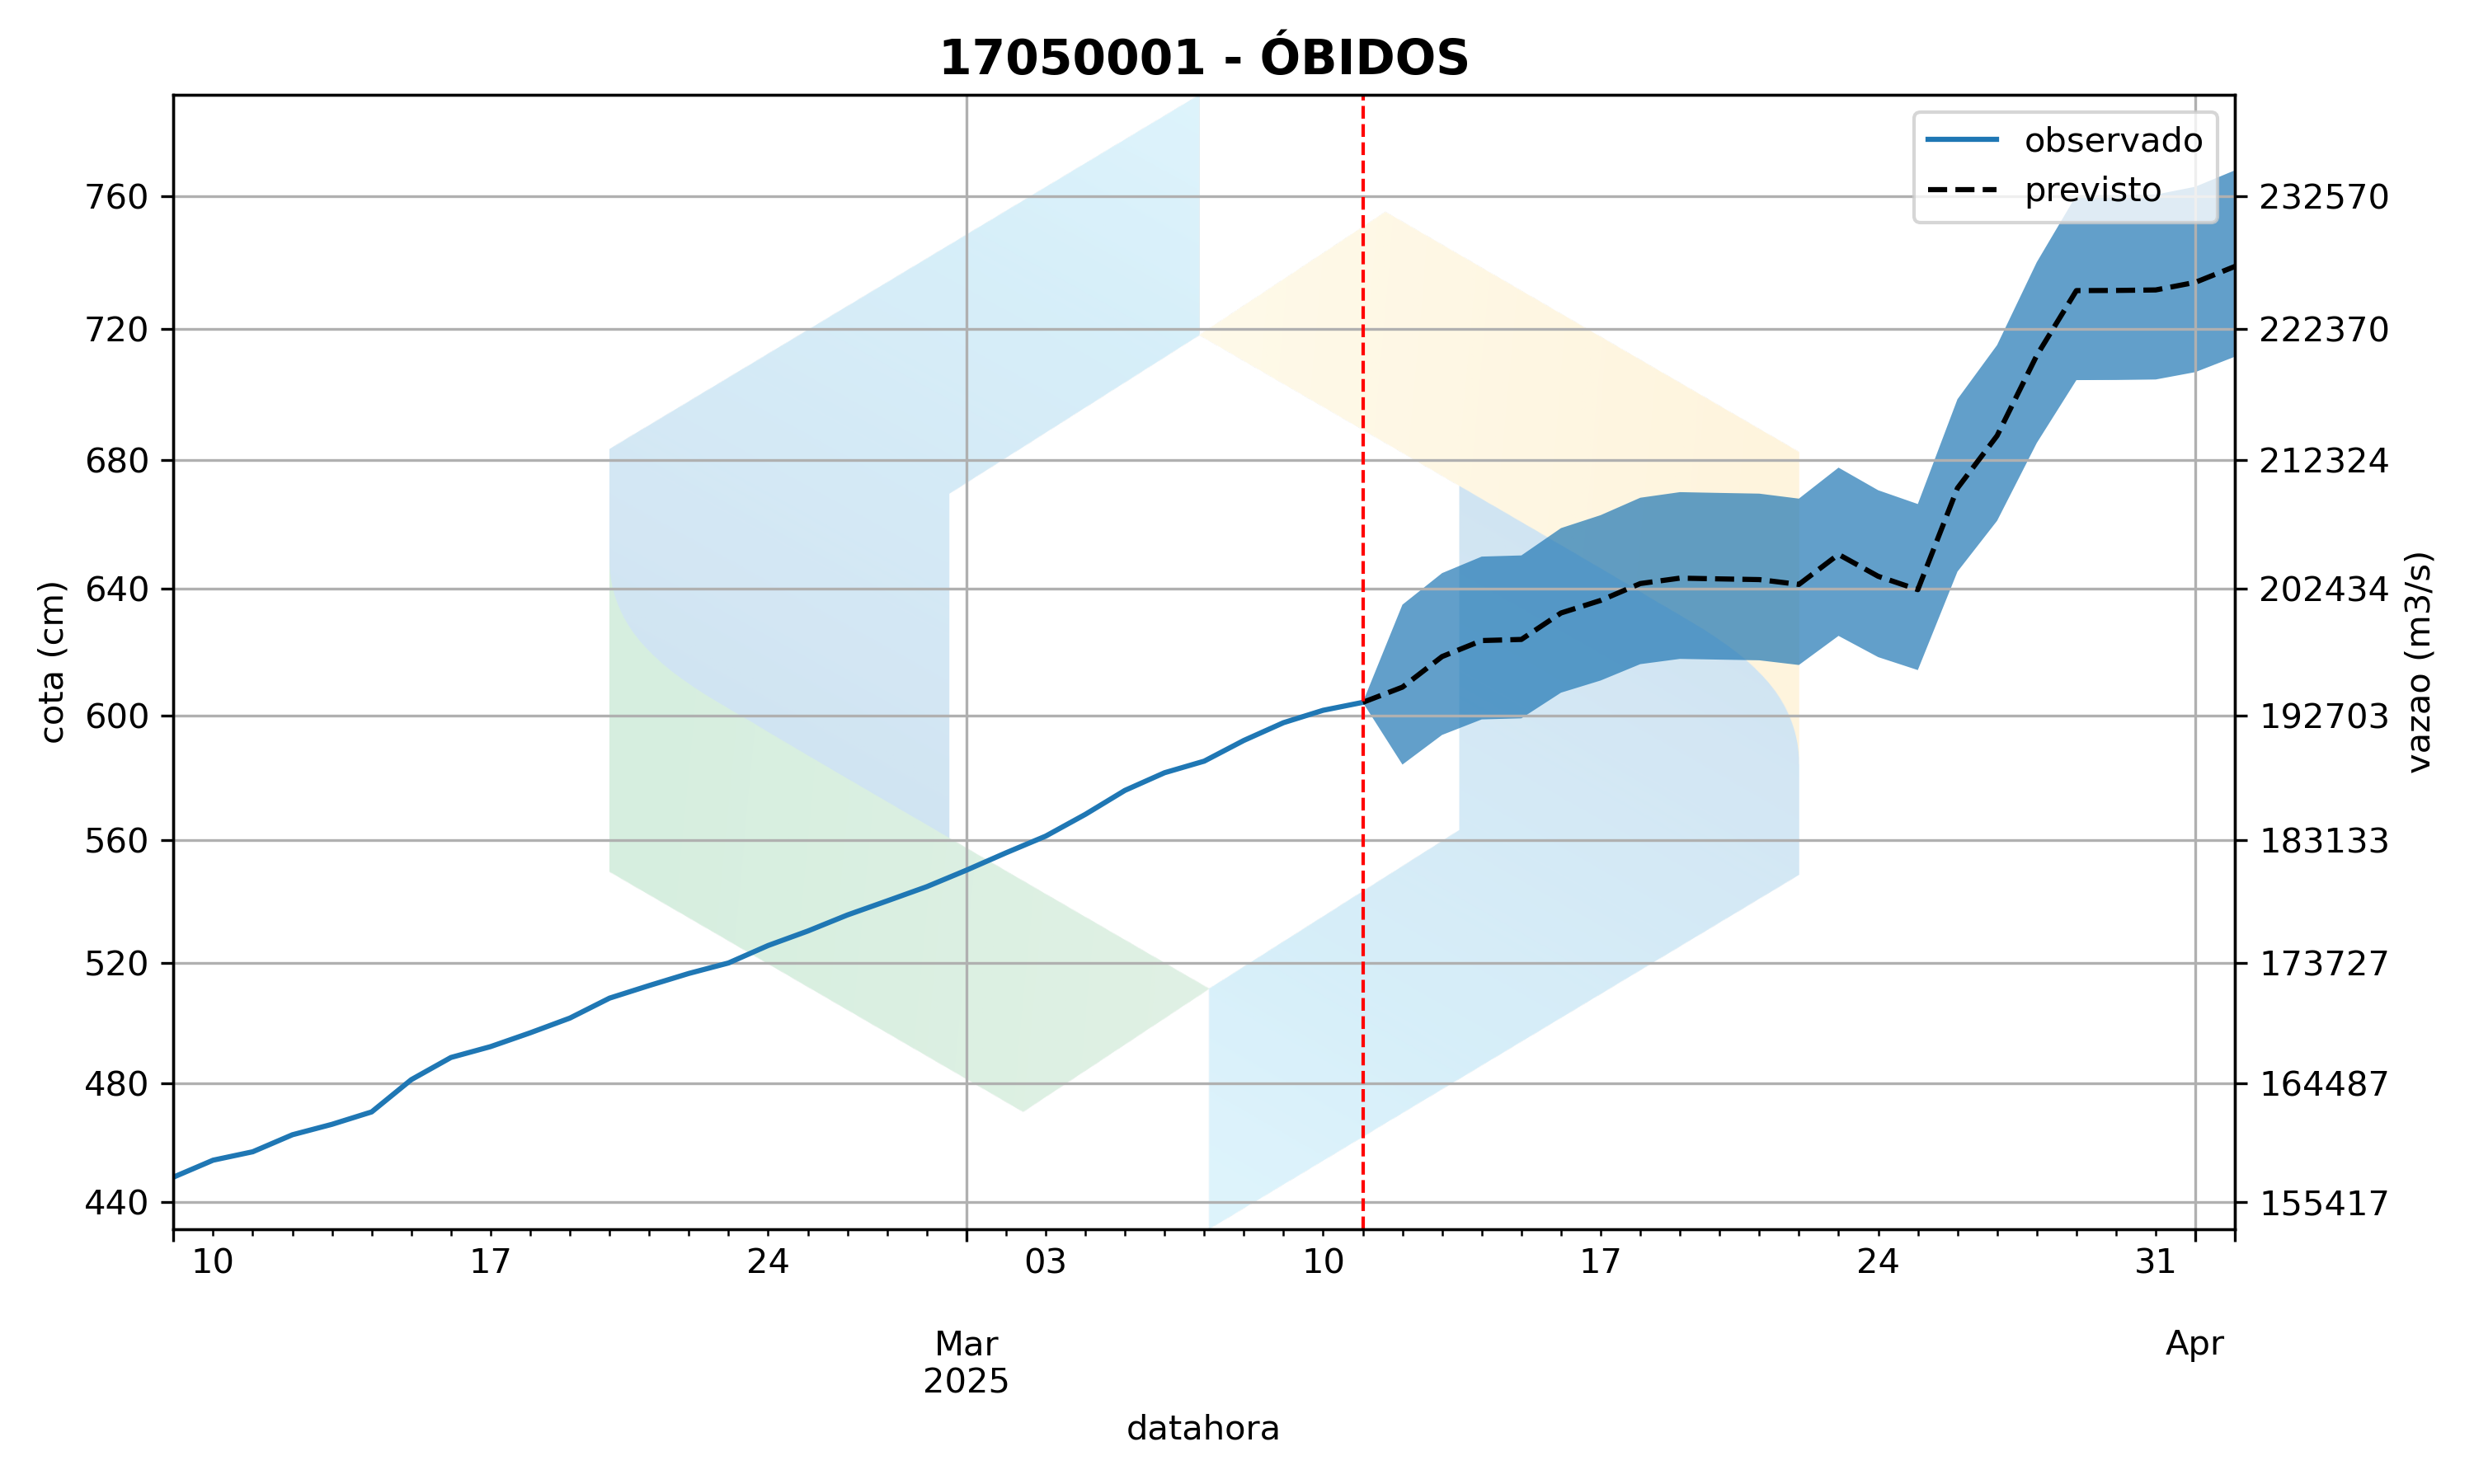 17050001 - ÓBIDOS
observado
previsto
cota (cm)
760
720
680
640
600
560
520
480
440
232570
222370
212324
202434
192703
183133
173727
164487
155417
vazao (m3/s)
10 17 24 03 10 17 24 31
Mar Apr
2025
datahora